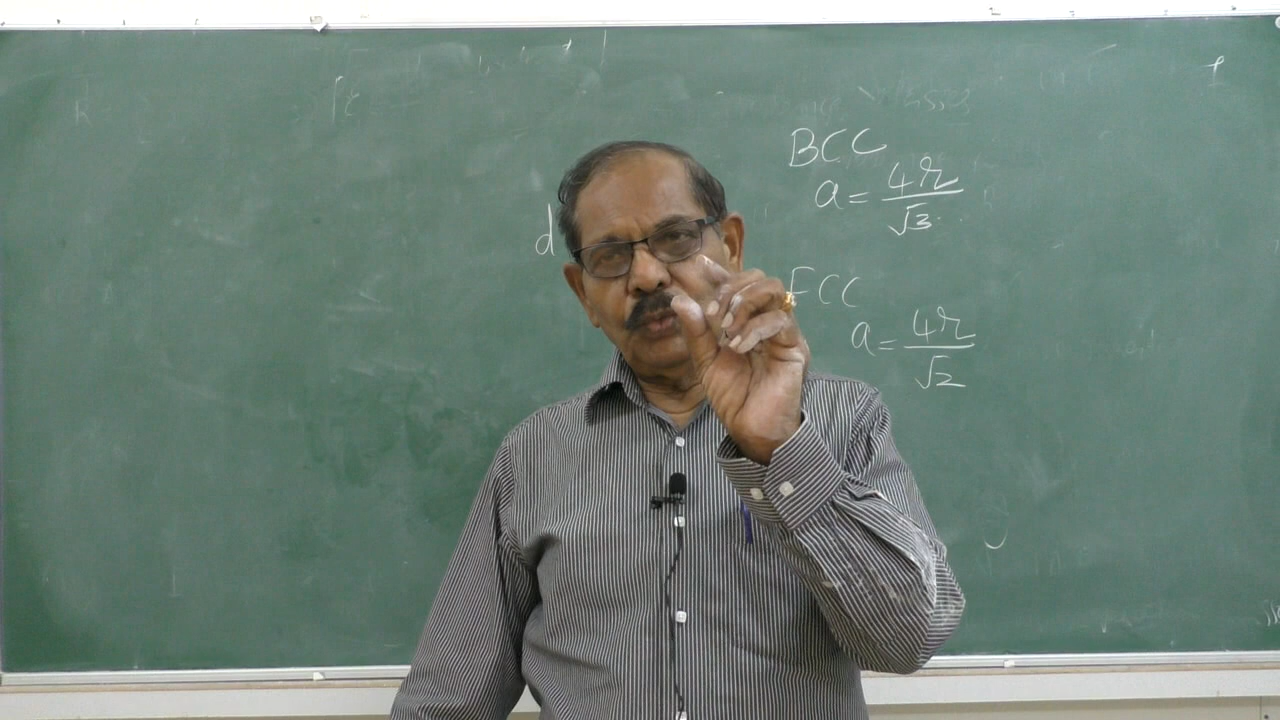 BCC
a = 4r/√3
d
FCC
a = 4r/√2